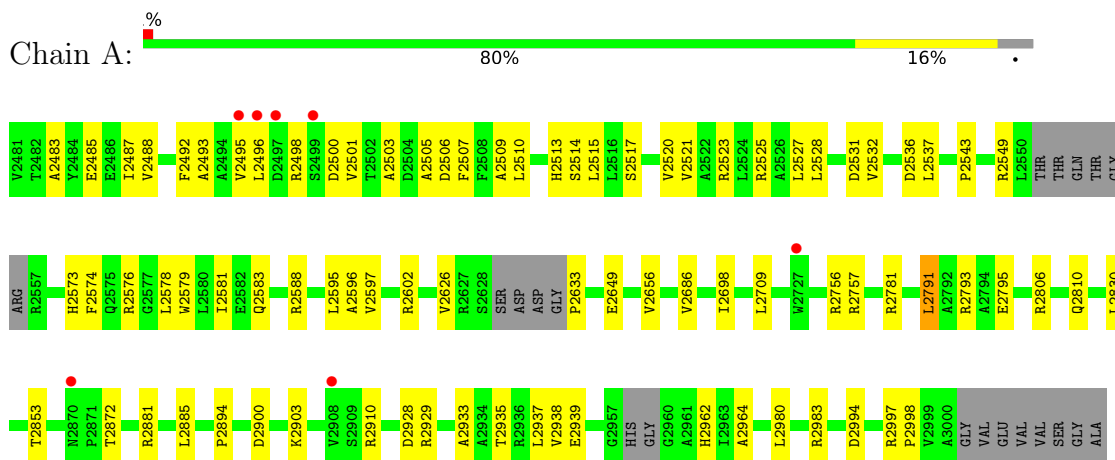 .%
Chain A:
80% 16% •
V2481 T2482 A2483 Y2484 E2485 E2486 I2487 V2488 F2492 A2493 A2494 V2495 L2496 D2497 R2498 S2499 D2500 V2501 T2502 A2503 D2504 A2505 D2506 F2507 F2508 A2509 L2510 H2513 S2514 L2515 L2516 S2517 V2520 V2521 A2522 R2523 L2524 R2525 A2526 L2527 L2528 D2531 V2532 D2536 L2537 P2543 R2549 L2550 THR THR GLN THR GLY
ARG R2557 H2573 F2574 Q2575 R2576 G2577 L2578 W2579 L2580 I2581 E2582 Q2583 R2588 L2595 A2596 V2597 R2602 V2626 R2627 S2628 SER ASP ASP GLY P2633 E2649 V2656 V2686 I2698 L2709 W2727 R2756 R2757 R2781 L2791 A2792 R2793 A2794 E2795 R2806 Q2810 L2839
T2853 N2870 P2871 T2872 R2881 L2885 P2894 D2900 K2903 V2908 S2909 R2910 D2928 R2929 A2933 A2934 T2935 R2936 L2937 V2938 E2939 G2957 HIS GLY G2960 A2961 H2962 I2963 A2964 L2980 R2983 D2994 R2997 P2998 V2999 A3000 GLY VAL GLU VAL VAL SER GLY ALA